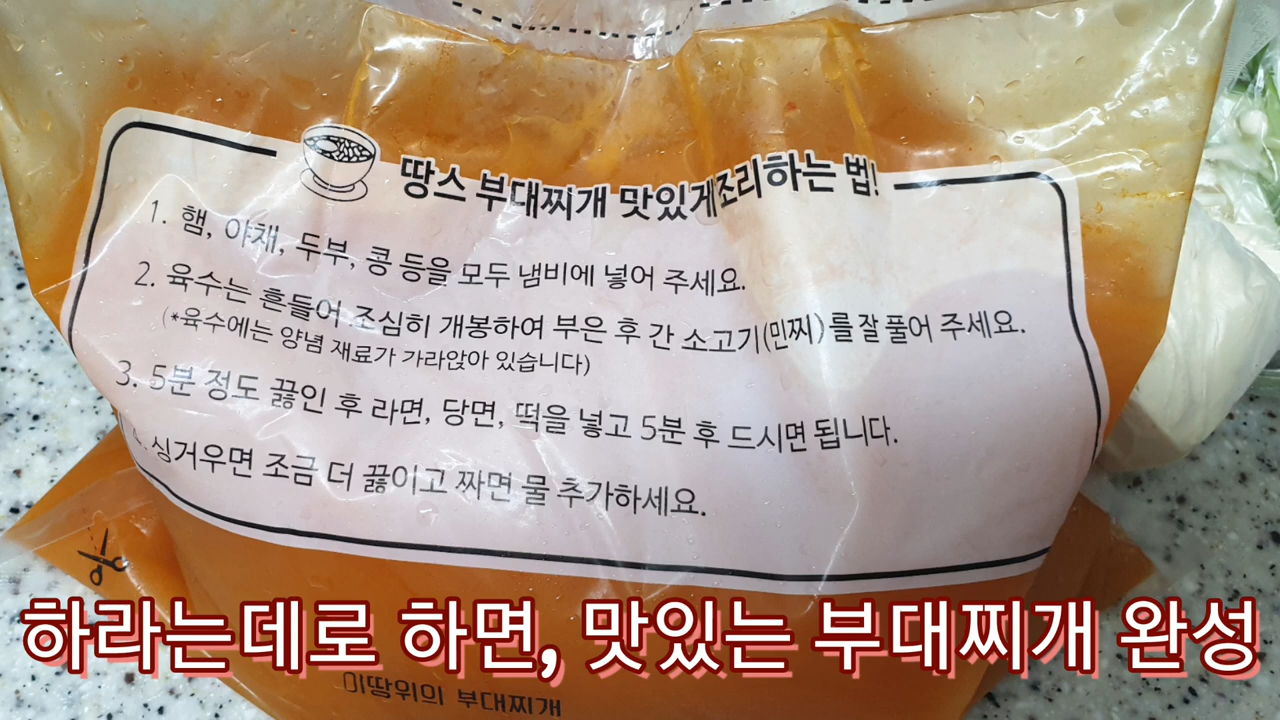 땅스 부대찌개 맛있게조리하는 법!
1. 햄, 야채, 두부, 콩 등을 모두 냄비에 넣어 주세요.
2. 육수는 흔들어 조심히 개봉하여 부은 후 간 소고기(민찌)를 잘 풀어 주세요.
(*육수에는 양념 재료가 가라앉아 있습니다)
3. 5분 정도 끓인 후 라면, 당면, 떡을 넣고 5분 후 드시면 됩니다.
4. 싱거우면 조금 더 끓이고 짜면 물 추가하세요.
하라는데로 하면, 맛있는 부대찌개 완성
이땅위의 부대찌개